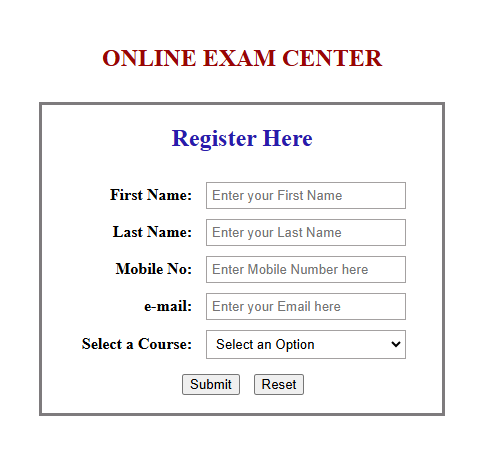 ONLINE EXAM CENTER
Register Here
First Name: Enter your First Name
Last Name: Enter your Last Name
Mobile No: Enter Mobile Number here
e-mail: Enter your Email here
Select a Course: Select an Option
Submit Reset